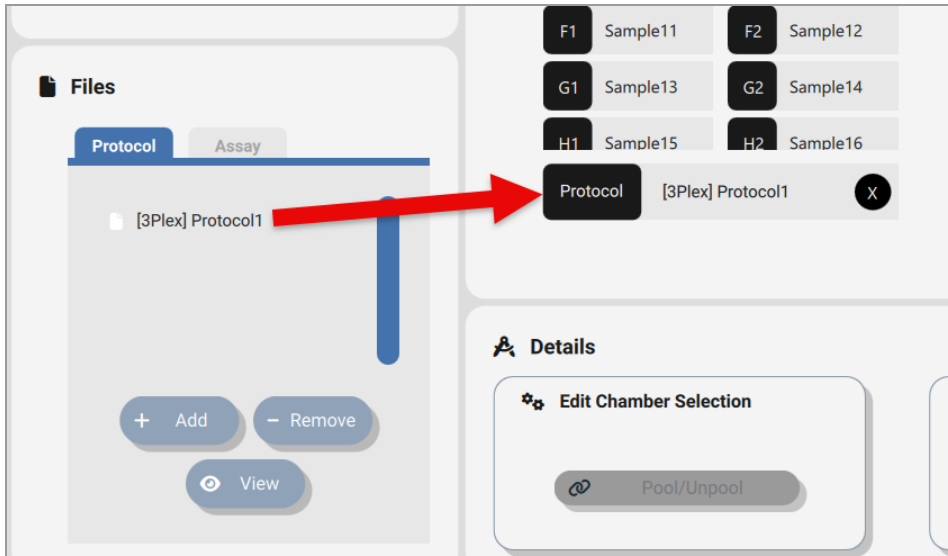 F1 Sample11 F2 Sample12
G1 Sample13 G2 Sample14
H1 Sample15 H2 Sample16
Protocol [3Plex] Protocol1 X
Files
Protocol Assay
[3Plex] Protocol1
+ Add − Remove
View
Details
Edit Chamber Selection
Pool/Unpool